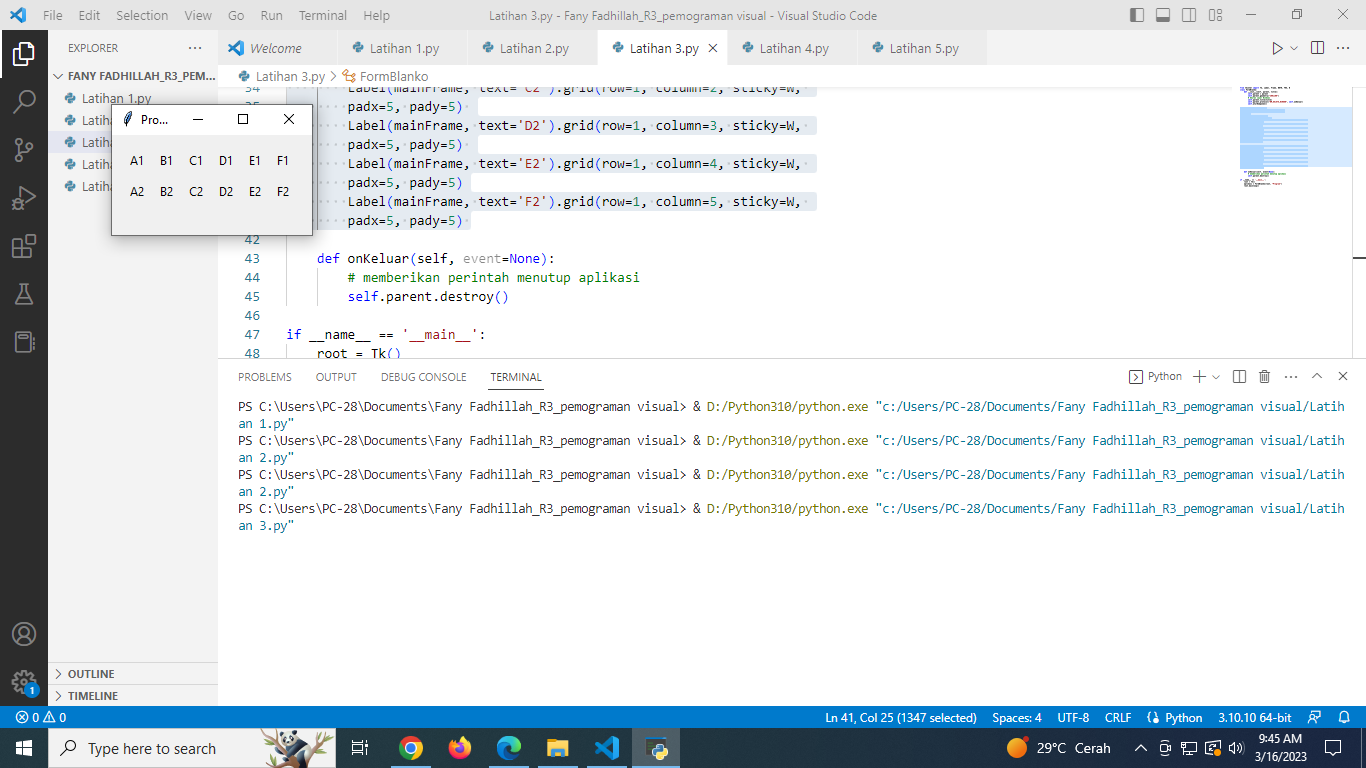 File Edit Selection View Go Run Terminal Help
Latihan 3.py - Fany Fadhillah_R3_pemograman visual - Visual Studio Code
EXPLORER
Welcome Latihan 1.py Latihan 2.py Latihan 3.py Latihan 4.py Latihan 5.py
FANY FADHILLAH_R3_PEM...
Latihan 3.py > FormBlanko
Latihan 1.py
Latiha
Latiha
Latiha
Latiha
Pro...
A1 B1 C1 D1 E1 F1
A2 B2 C2 D2 E2 F2
34 Label(mainFrame, text='C2').grid(row=1, column=2, sticky=W,
35 padx=5, pady=5)
Label(mainFrame, text='D2').grid(row=1, column=3, sticky=W,
padx=5, pady=5)
Label(mainFrame, text='E2').grid(row=1, column=4, sticky=W,
padx=5, pady=5)
Label(mainFrame, text='F2').grid(row=1, column=5, sticky=W,
padx=5, pady=5)
42
43 def onKeluar(self, event=None):
44 # memberikan perintah menutup aplikasi
45 self.parent.destroy()
46
47 if __name__ == '__main__':
48 root = Tk()
PROBLEMS OUTPUT DEBUG CONSOLE TERMINAL
Python
PS C:\Users\PC-28\Documents\Fany Fadhillah_R3_pemograman visual> & D:/Python310/python.exe "c:/Users/PC-28/Documents/Fany Fadhillah_R3_pemograman visual/Latih
an 1.py"
PS C:\Users\PC-28\Documents\Fany Fadhillah_R3_pemograman visual> & D:/Python310/python.exe "c:/Users/PC-28/Documents/Fany Fadhillah_R3_pemograman visual/Latih
an 2.py"
PS C:\Users\PC-28\Documents\Fany Fadhillah_R3_pemograman visual> & D:/Python310/python.exe "c:/Users/PC-28/Documents/Fany Fadhillah_R3_pemograman visual/Latih
an 2.py"
PS C:\Users\PC-28\Documents\Fany Fadhillah_R3_pemograman visual> & D:/Python310/python.exe "c:/Users/PC-28/Documents/Fany Fadhillah_R3_pemograman visual/Latih
an 3.py"
OUTLINE
TIMELINE
1
0 0
Ln 41, Col 25 (1347 selected) Spaces: 4 UTF-8 CRLF Python 3.10.10 64-bit
Type here to search
29°C Cerah
9:45 AM
3/16/2023